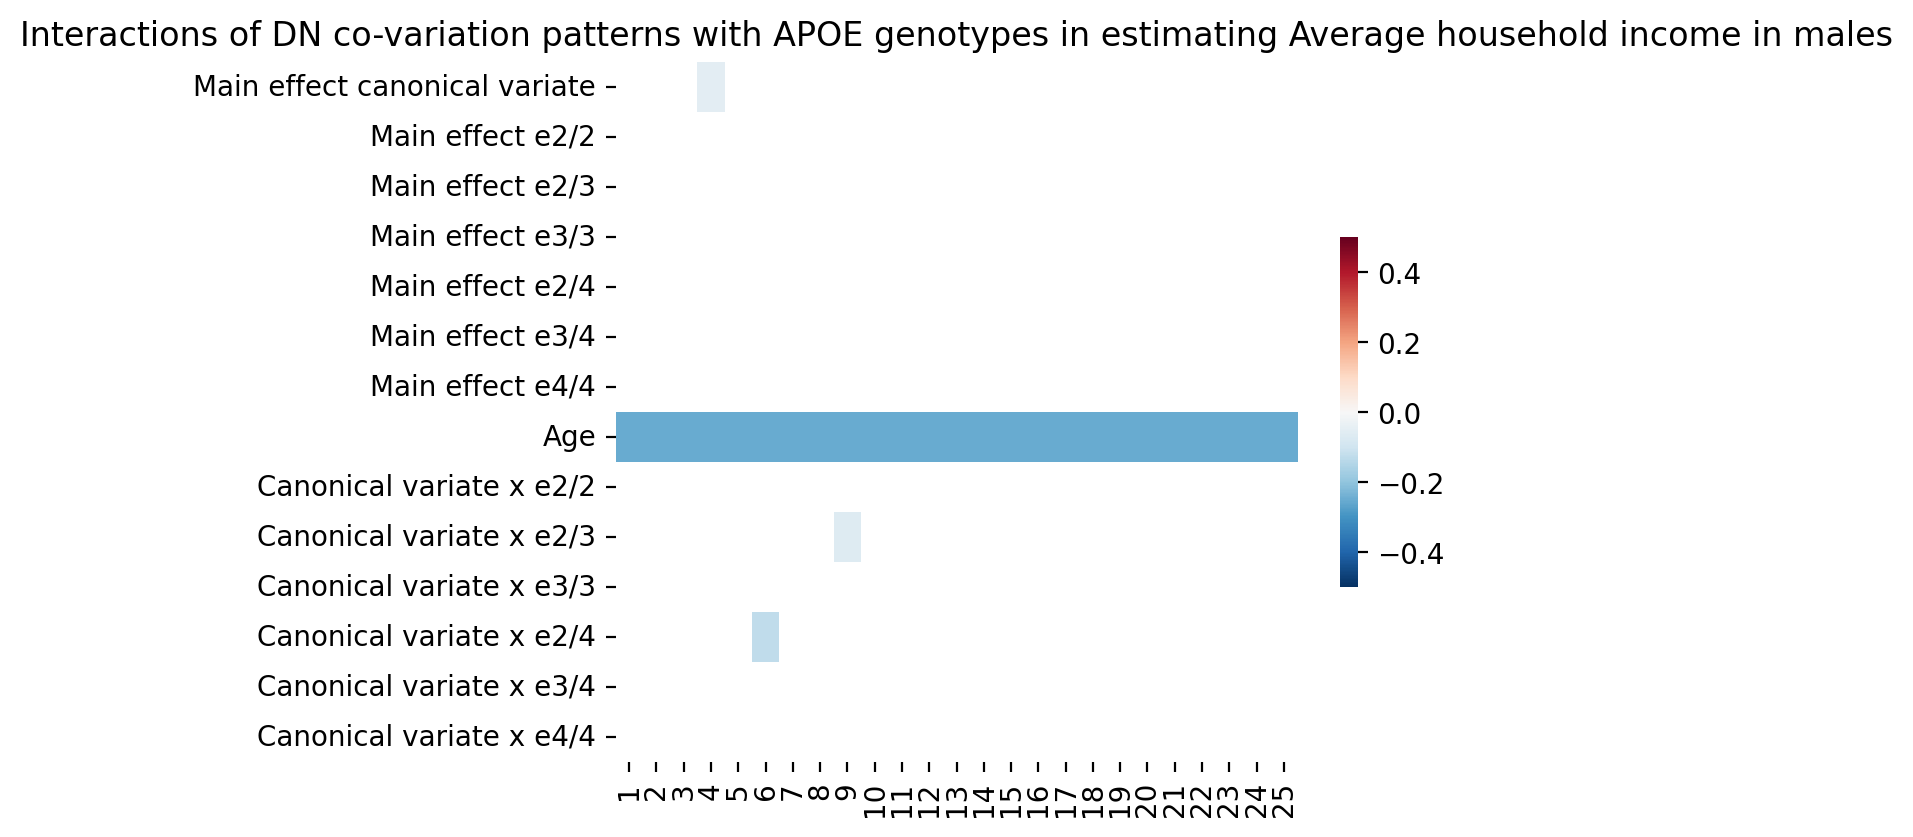 Interactions of DN co-variation patterns with APOE genotypes in estimating Average household income in males
Main effect canonical variate
Main effect e2/2
Main effect e2/3
Main effect e3/3
Main effect e2/4
Main effect e3/4
Main effect e4/4
Age
Canonical variate x e2/2
Canonical variate x e2/3
Canonical variate x e3/3
Canonical variate x e2/4
Canonical variate x e3/4
Canonical variate x e4/4
1
2
3
4
5
6
7
8
9
10
11
12
13
14
15
16
17
18
19
20
21
22
23
24
25
0.4
0.2
0.0
−0.2
−0.4